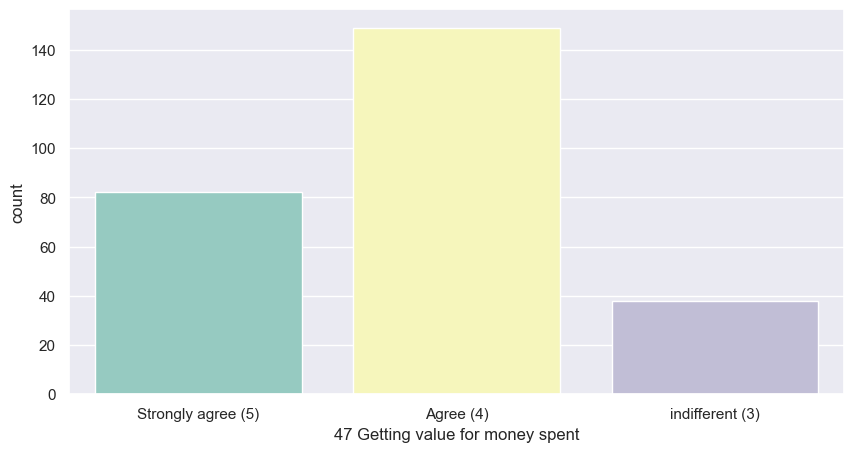 140
120
100
80
60
40
20
0
count
Strongly agree (5) Agree (4) indifferent (3)
47 Getting value for money spent